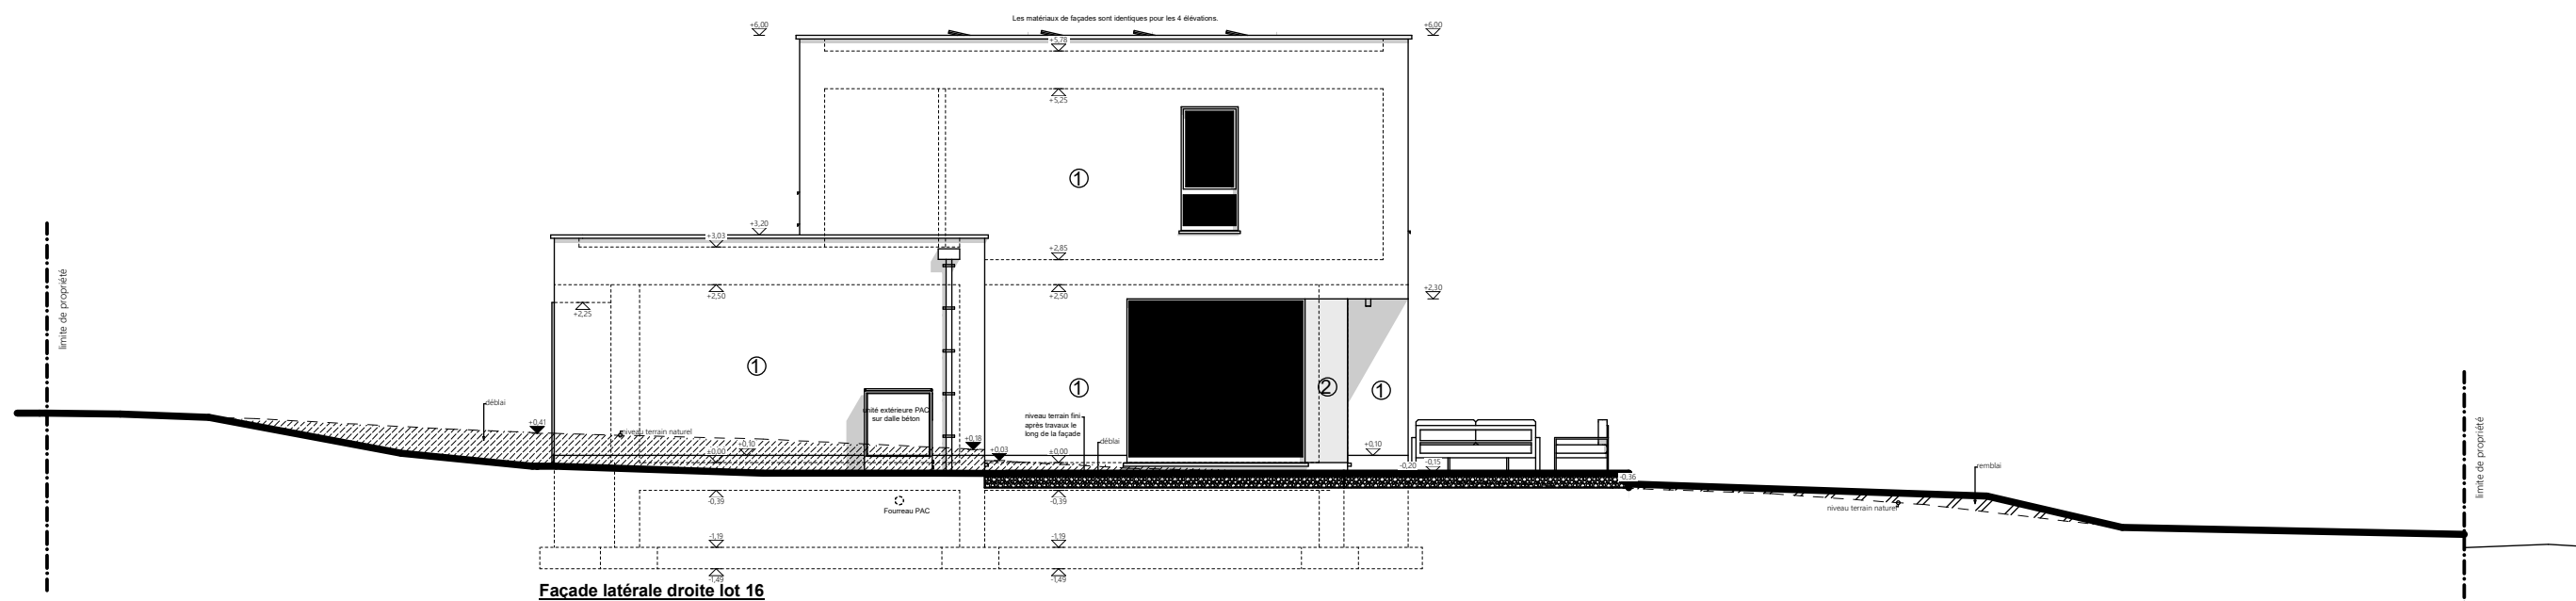 Les matériaux de façades sont identiques pour les 4 élévations.
+6,00
+6,00
+5,78
+5,25
1
+3,20
+3,03
+2,85
+2,50
+2,50
+2,30
+2,25
limite de propriété
limite de propriété
1
1
2
1
déblai
unité extérieure PAC
sur dalle béton
niveau terrain fini
après travaux le
long de la façade
+0,41
niveau terrain naturel
+0,18
déblai
+0,10
+0,10
±0,00
+0,03
±0,00
-0,20
-0,15
remblai
-0,36
-0,39
-0,39
Fourreau PAC
niveau terrain naturel
-1,19
-1,19
-1,49
-1,49
Façade latérale droite lot 16